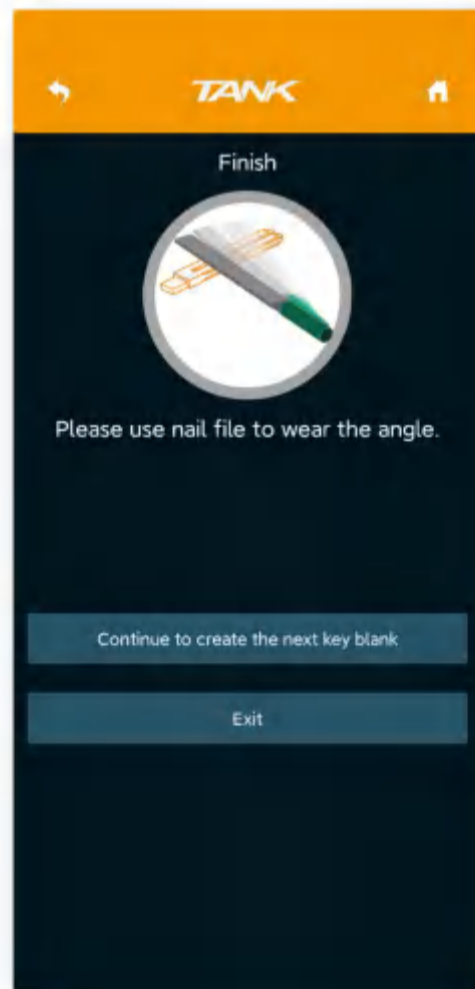 TANK
Finish
Please use nail file to wear the angle.
Continue to create the next key blank
Exit